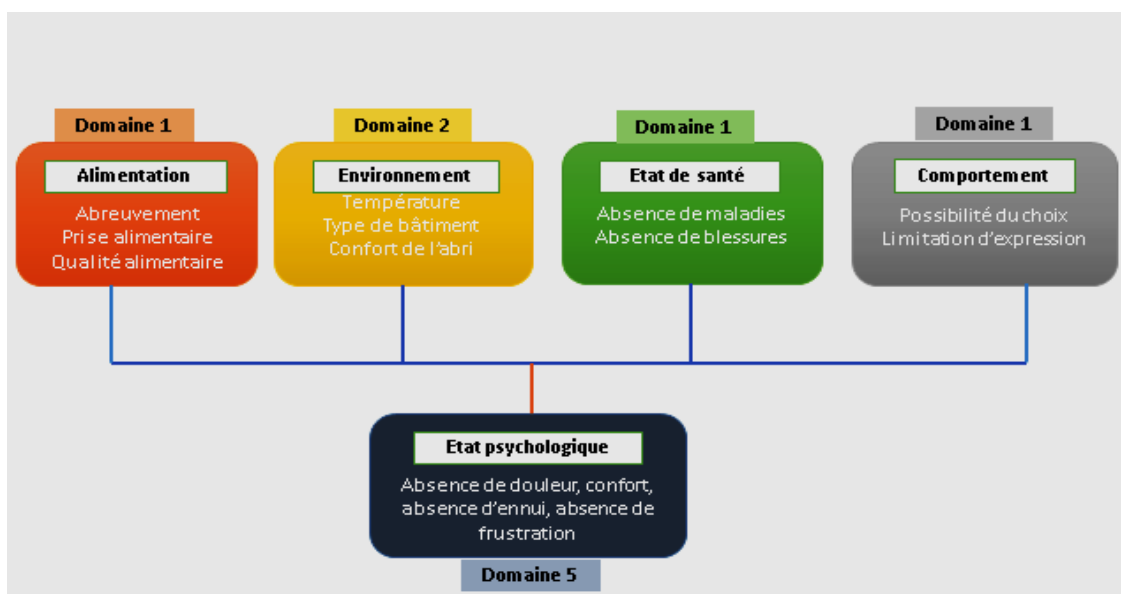 Domaine 1
Alimentation
Abreuvement
Prise alimentaire
Qualité alimentaire
Domaine 2
Environnement
Température
Type de bâtiment
Confort de l'abri
Domaine 1
Etat de santé
Absence de maladies
Absence de blessures
Domaine 1
Comportement
Possibilité du choix
Limitation d'expression
Etat psychologique
Absence de douleur, confort,
absence d'ennui, absence de
frustration
Domaine 5